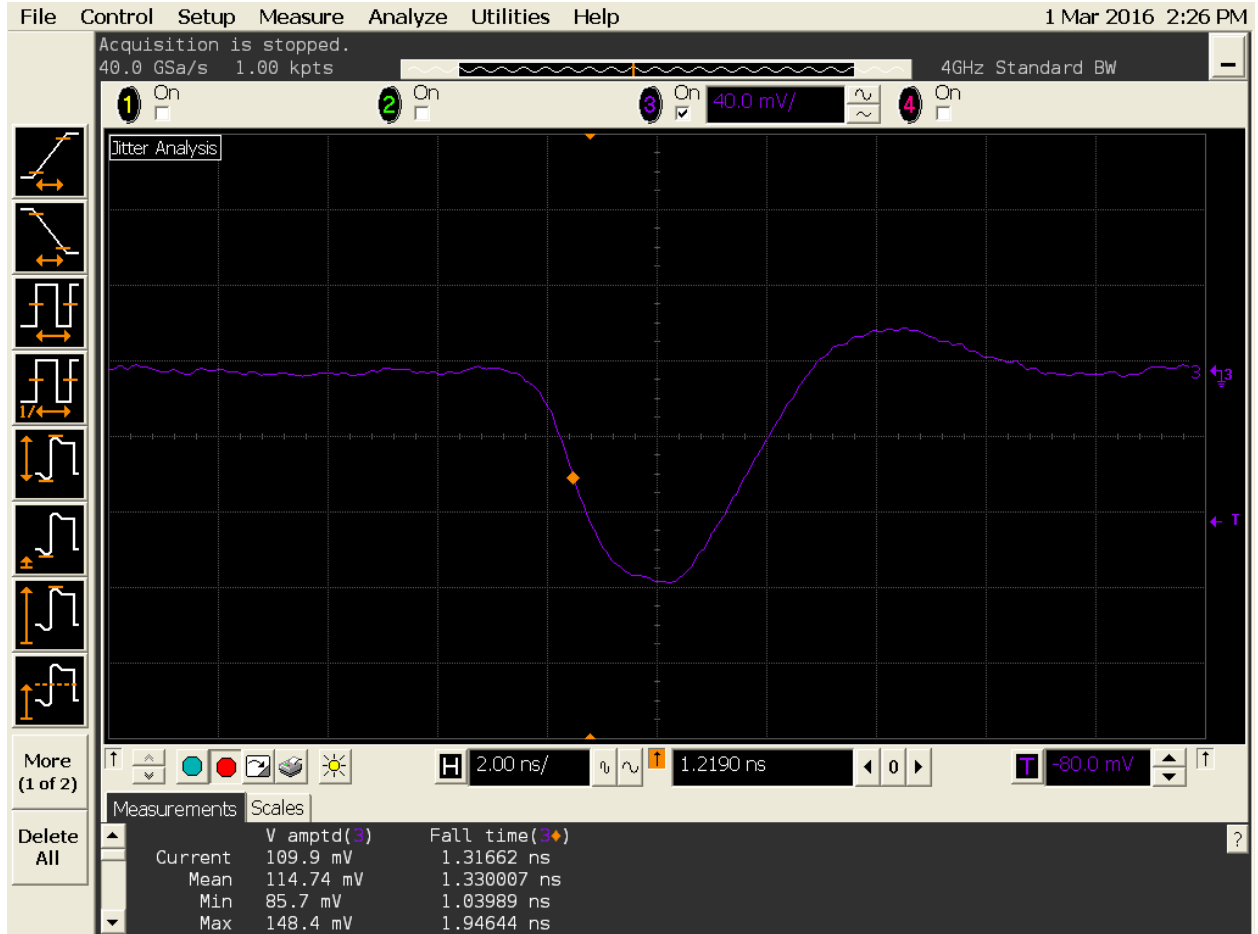 File Control Setup Measure Analyze Utilities Help 1 Mar 2016 2:26 PM
Acquisition is stopped.
40.0 GSa/s 1.00 kpts 4GHz Standard BW
1 On 2 On 3 On 40.0 mV/ 4 On
Jitter Analysis
1/
3 3
T
More
(1 of 2)
Delete
All
H 2.00 ns/ 1.2190 ns 0 T -80.0 mV
Measurements Scales
V amptd(3) Fall time(3◆) ?
Current 109.9 mV 1.31662 ns
Mean 114.74 mV 1.330007 ns
Min 85.7 mV 1.03989 ns
Max 148.4 mV 1.94644 ns